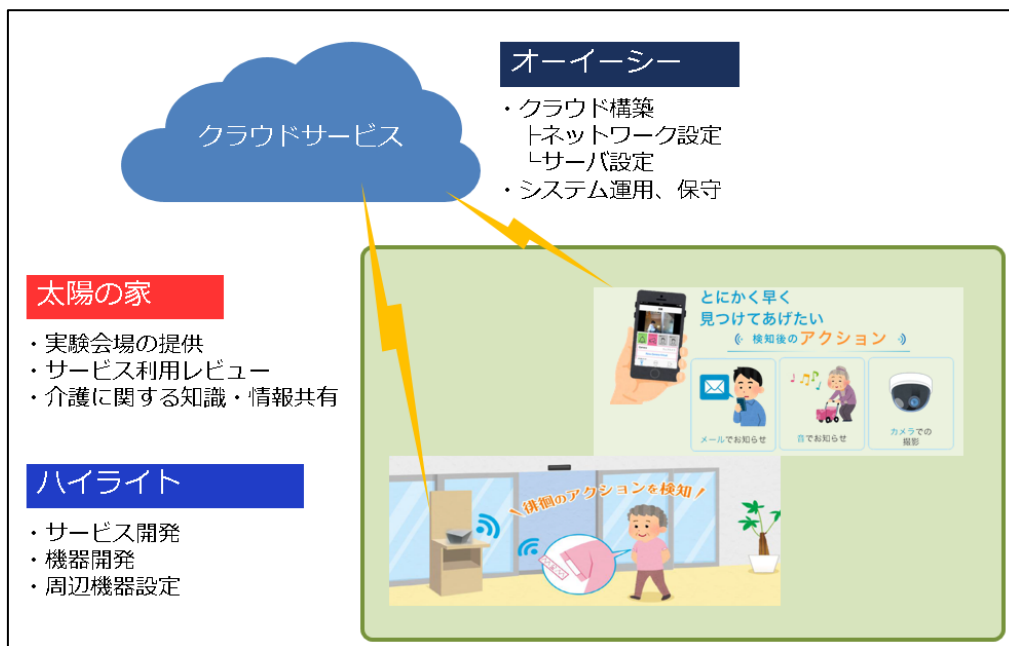 クラウドサービス
オーイーシー
・クラウド構築
├ネットワーク設定
└サーバ設定
・システム運用、保守
太陽の家
・実験会場の提供
・サービス利用レビュー
・介護に関する知識・情報共有
ハイライト
・サービス開発
・機器開発
・周辺機器設定
とにかく早く
見つけてあげたい
検知後のアクション
メールでお知らせ
音でお知らせ
カメラでの
撮影
徘徊のアクションを検知